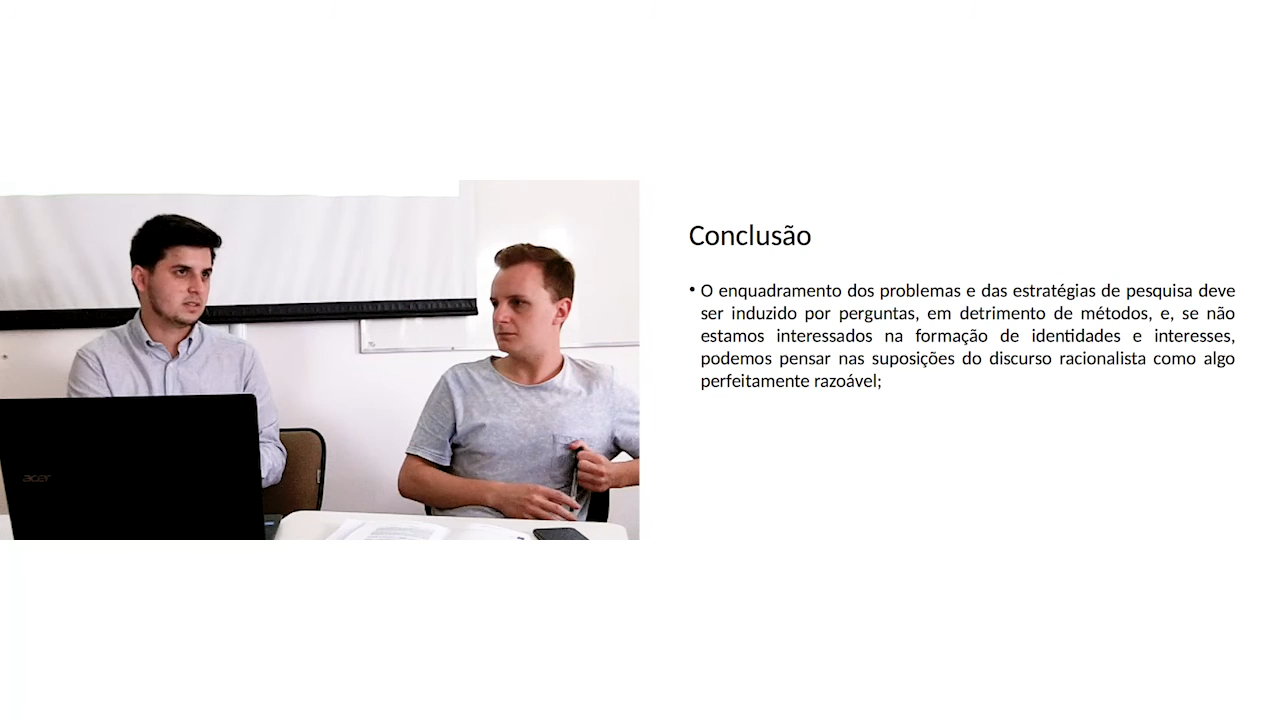 Conclusão
• O enquadramento dos problemas e das estratégias de pesquisa deve
ser induzido por perguntas, em detrimento de métodos, e, se não
estamos interessados na formação de identidades e interesses,
podemos pensar nas suposições do discurso racionalista como algo
perfeitamente razoável;
acer